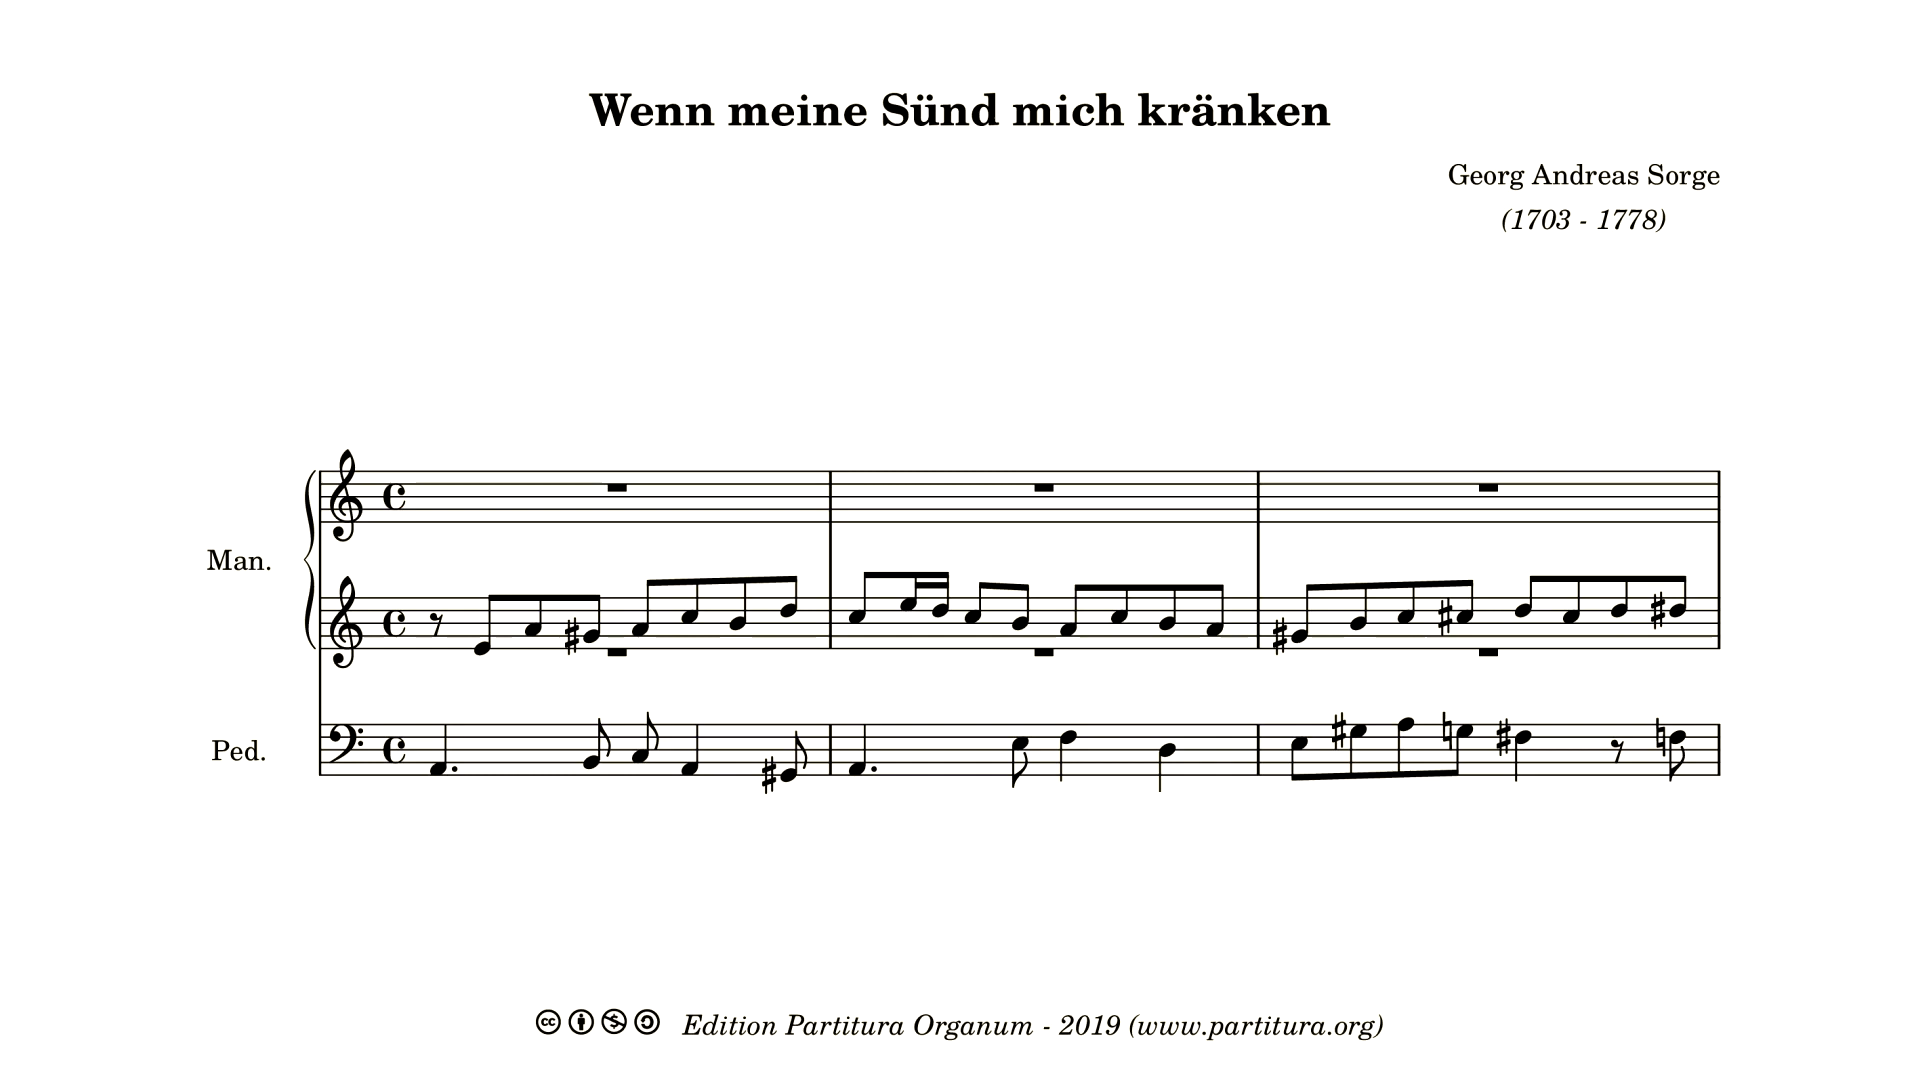 Wenn meine Sünd mich kränken
Georg Andreas Sorge
(1703 - 1778)
Man.
Ped.
Edition Partitura Organum - 2019 (www.partitura.org)